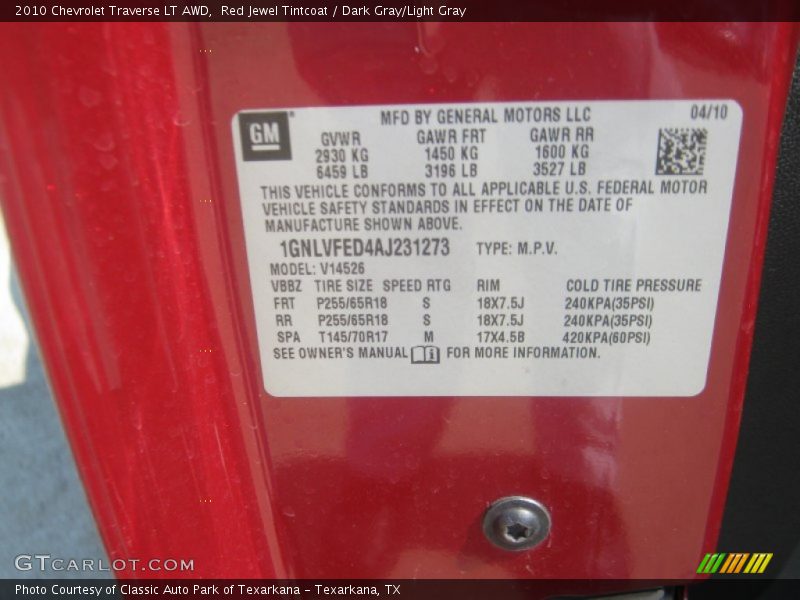 2010 Chevrolet Traverse LT AWD,  Red Jewel Tintcoat / Dark Gray/Light Gray
GM
MFD BY GENERAL MOTORS LLC 04/10
GVWR GAWR FRT GAWR RR
2930 KG 1450 KG 1600 KG
6459 LB 3196 LB 3527 LB
THIS VEHICLE CONFORMS TO ALL APPLICABLE U.S. FEDERAL MOTOR
VEHICLE SAFETY STANDARDS IN EFFECT ON THE DATE OF
MANUFACTURE SHOWN ABOVE.
1GNLVFED4AJ231273 TYPE: M.P.V.
MODEL: V14526
VBBZ TIRE SIZE SPEED RTG RIM COLD TIRE PRESSURE
FRT P255/65R18 S 18X7.5J 240KPA(35PSI)
RR P255/65R18 S 18X7.5J 240KPA(35PSI)
SPA T145/70R17 M 17X4.5B 420KPA(60PSI)
SEE OWNER'S MANUAL FOR MORE INFORMATION.
GTCARLOT.COM
Photo Courtesy of Classic Auto Park of Texarkana – Texarkana, TX